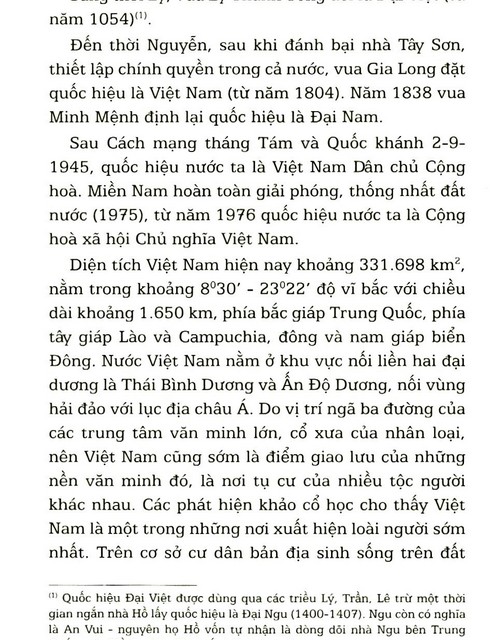 năm 1054)⁽¹⁾.
Đến thời Nguyễn, sau khi đánh bại nhà Tây Sơn,
thiết lập chính quyền trong cả nước, vua Gia Long đặt
quốc hiệu là Việt Nam (từ năm 1804). Năm 1838 vua
Minh Mệnh định lại quốc hiệu là Đại Nam.
Sau Cách mạng tháng Tám và Quốc khánh 2-9-
1945, quốc hiệu nước ta là Việt Nam Dân chủ Cộng
hoà. Miền Nam hoàn toàn giải phóng, thống nhất đất
nước (1975), từ năm 1976 quốc hiệu nước ta là Cộng
hoà xã hội Chủ nghĩa Việt Nam.
Diện tích Việt Nam hiện nay khoảng 331.698 km²,
nằm trong khoảng 8⁰30’ - 23⁰22’ độ vĩ bắc với chiều
dài khoảng 1.650 km, phía bắc giáp Trung Quốc, phía
tây giáp Lào và Campuchia, đông và nam giáp biển
Đông. Nước Việt Nam nằm ở khu vực nối liền hai đại
dương là Thái Bình Dương và Ấn Độ Dương, nối vùng
hải đảo với lục địa châu Á. Do vị trí ngã ba đường của
các trung tâm văn minh lớn, cổ xưa của nhân loại,
nên Việt Nam cũng sớm là điểm giao lưu của những
nền văn minh đó, là nơi tụ cư của nhiều tộc người
khác nhau. Các phát hiện khảo cổ học cho thấy Việt
Nam là một trong những nơi xuất hiện loài người sớm
nhất. Trên cơ sở cư dân bản địa sinh sống trên đất
⁽¹⁾ Quốc hiệu Đại Việt được dùng qua các triều Lý, Trần, Lê trừ một thời
gian ngắn nhà Hồ lấy quốc hiệu là Đại Ngu (1400-1407). Ngu còn có nghĩa
là An Vui - nguyên họ Hồ vốn tự nhận là dòng dõi nhà Ngu bên Trung